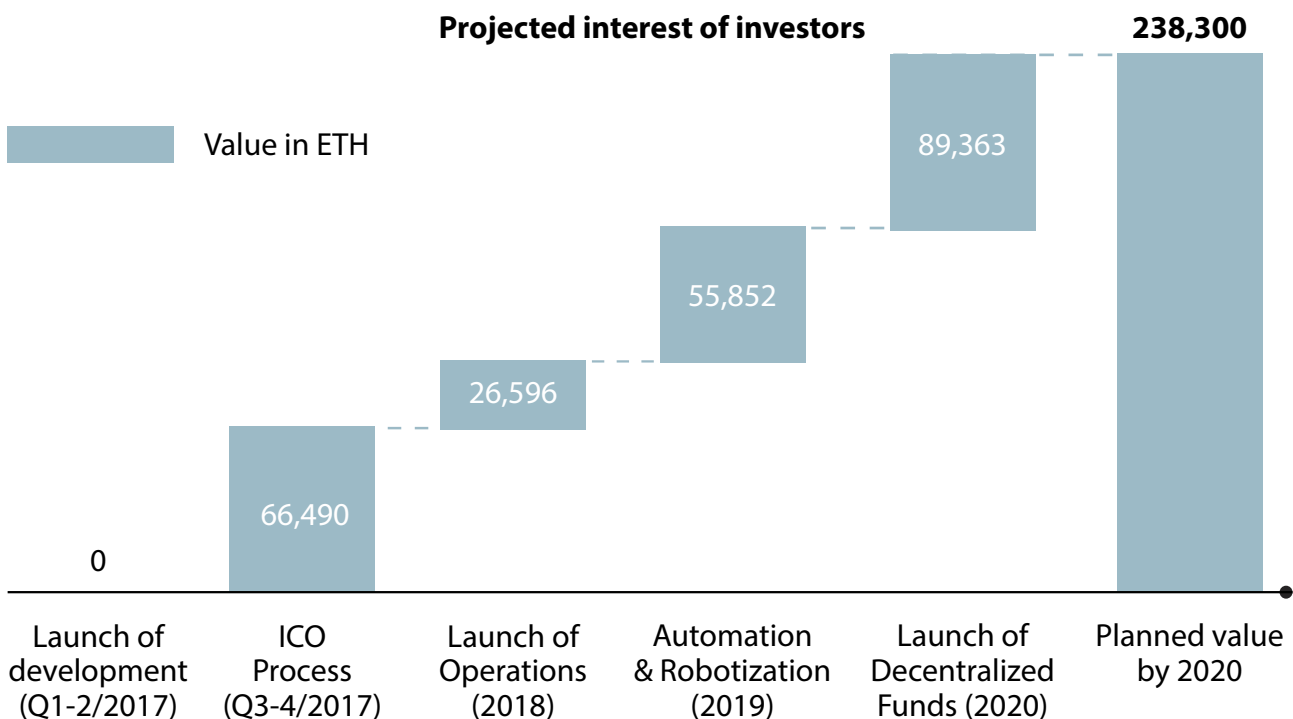 Projected interest of investors
238,300
Value in ETH
89,363
55,852
26,596
66,490
0
Launch of
development
(Q1-2/2017)
ICO
Process
(Q3-4/2017)
Launch of
Operations
(2018)
Automation
& Robotization
(2019)
Launch of
Decentralized
Funds (2020)
Planned value
by 2020